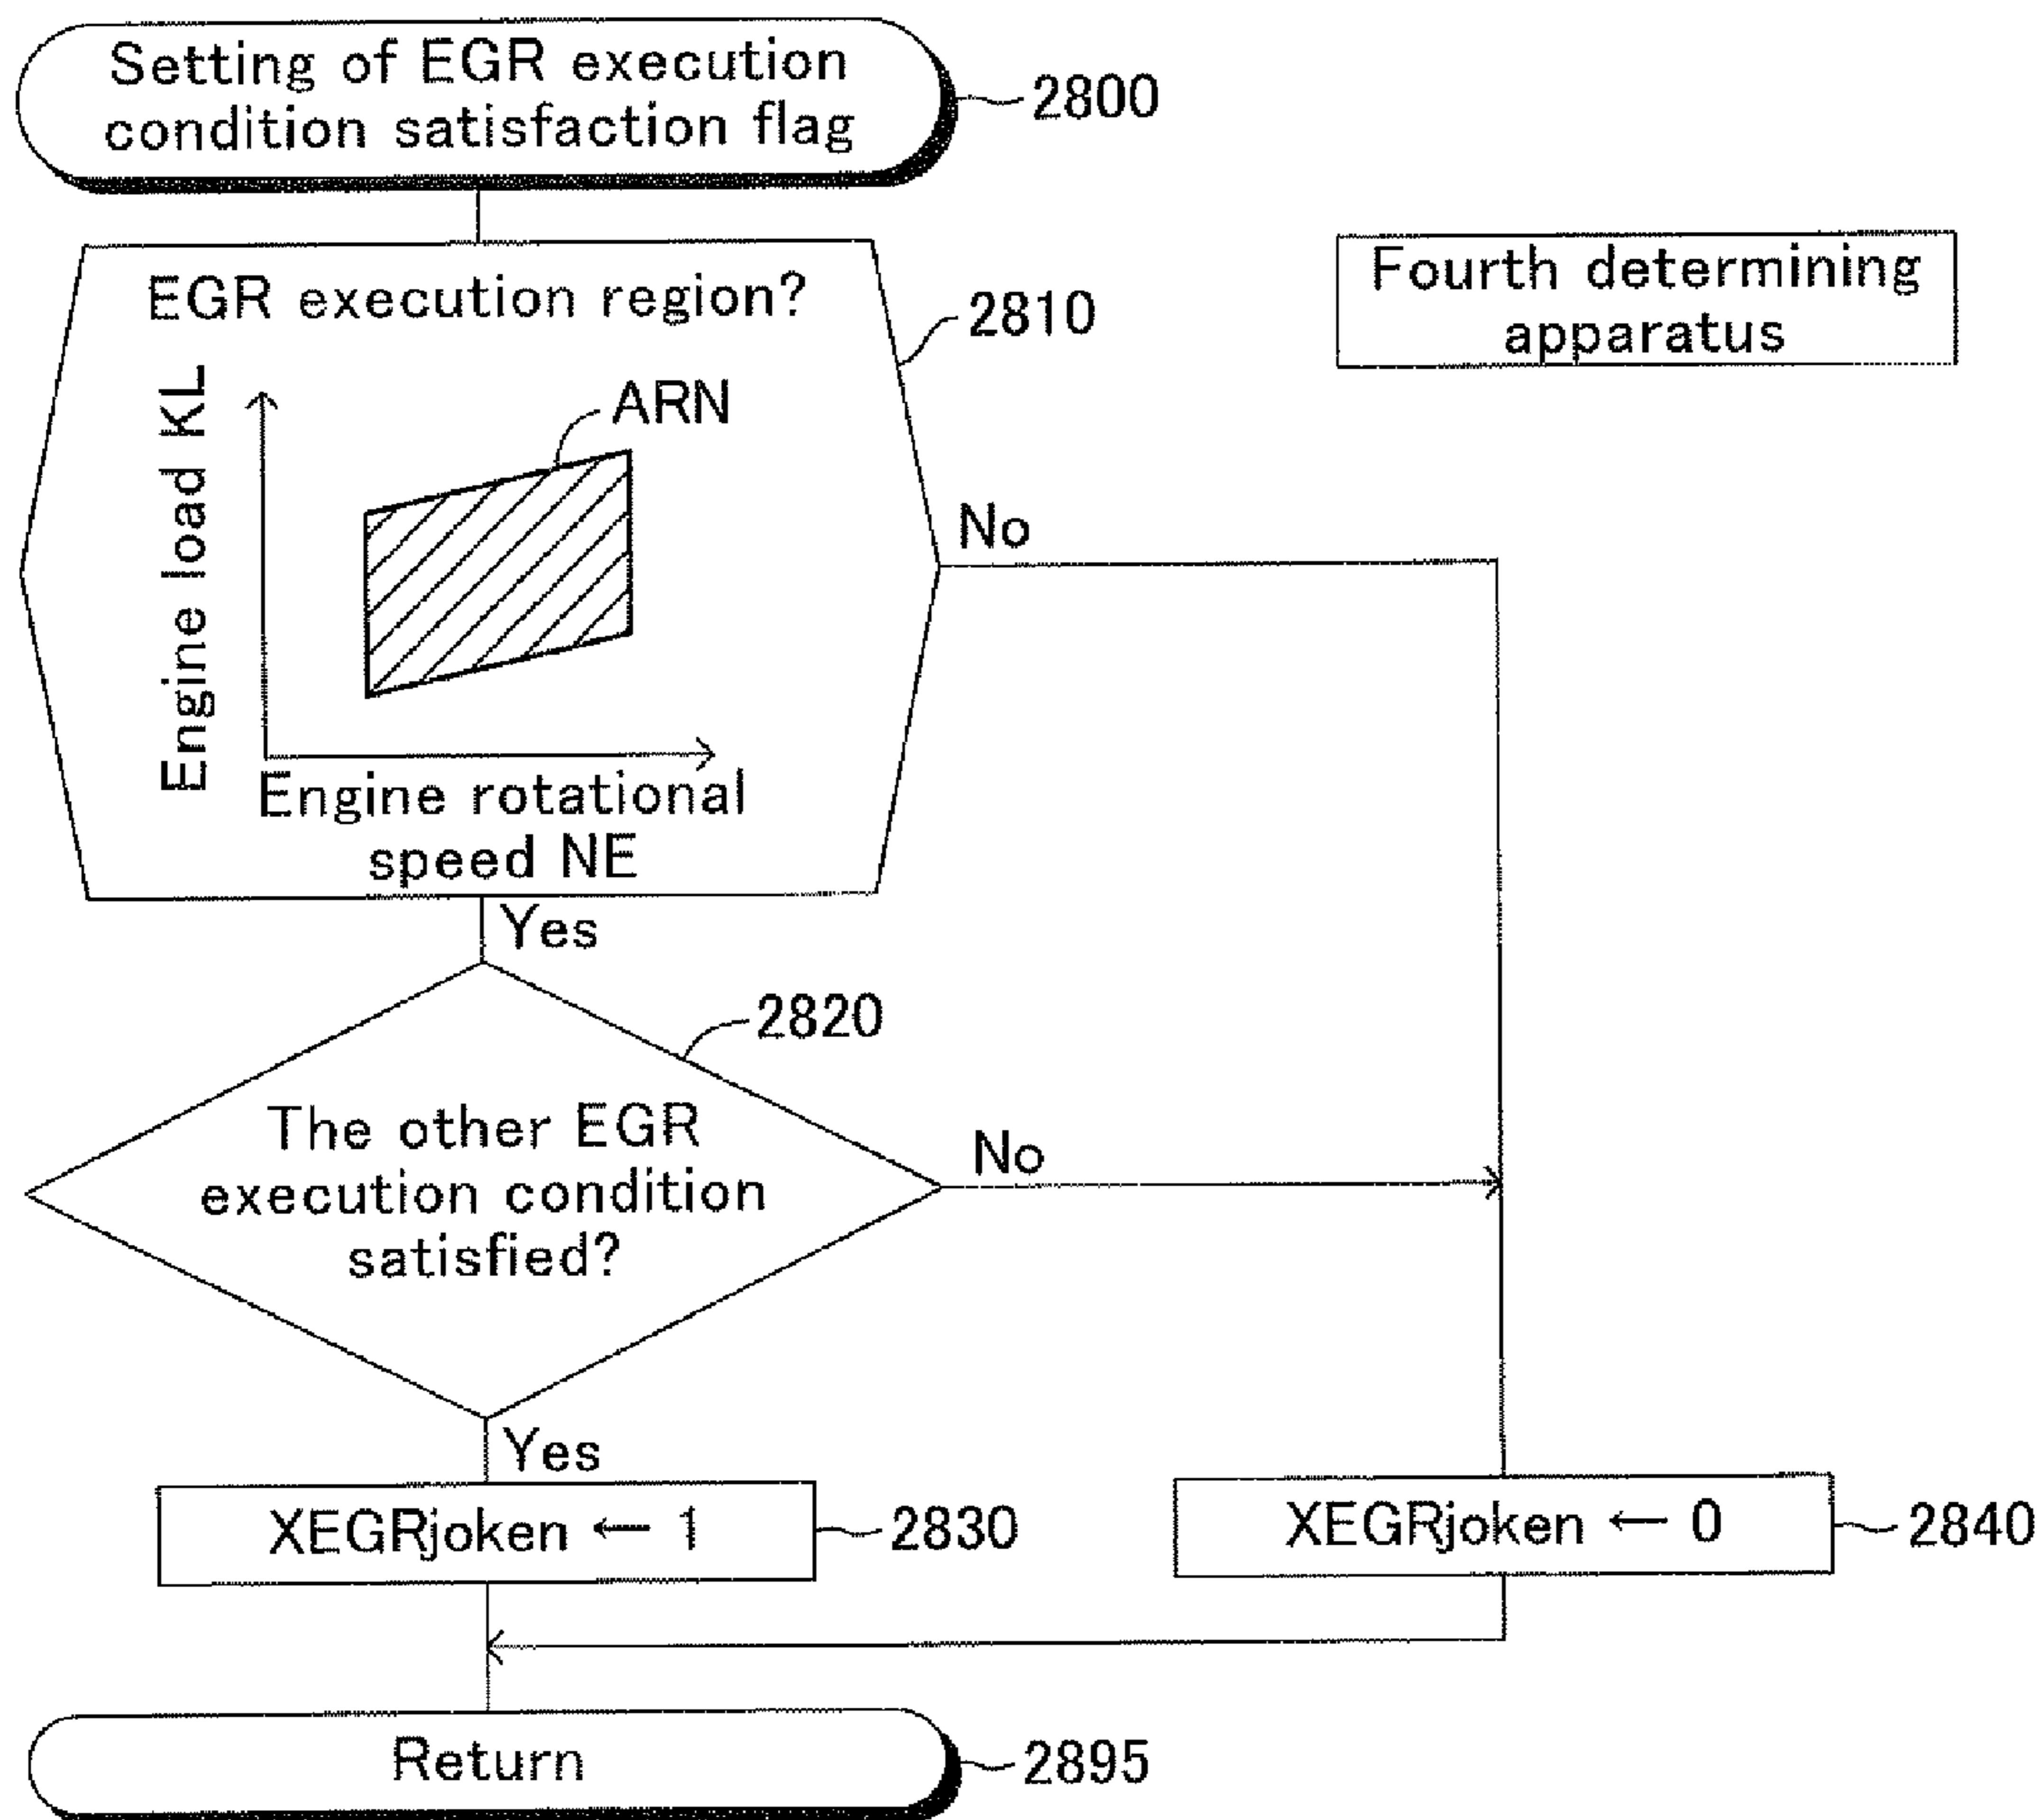 Setting of EGR execution
condition satisfaction flag
2800
Fourth determining
apparatus
EGR execution region?
2810
ARN
Engine load KL
Engine rotational
speed NE
No
Yes
2820
The other EGR
execution condition
satisfied?
No
Yes
XEGRjoken ← 1
2830
XEGRjoken ← 0
2840
Return
2895